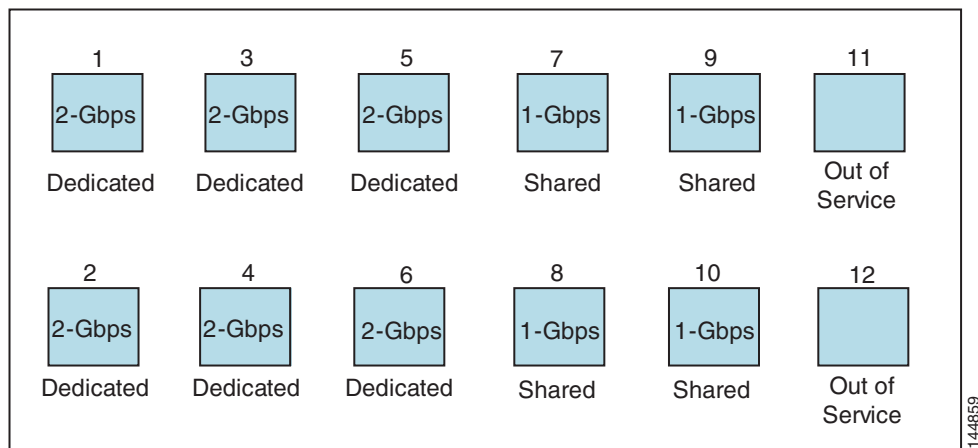 1 3 5 7 9 11
2-Gbps 2-Gbps 2-Gbps 1-Gbps 1-Gbps
Dedicated Dedicated Dedicated Shared Shared Out of
Service
2 4 6 8 10 12
2-Gbps 2-Gbps 2-Gbps 1-Gbps 1-Gbps
Dedicated Dedicated Dedicated Shared Shared Out of
Service
144859